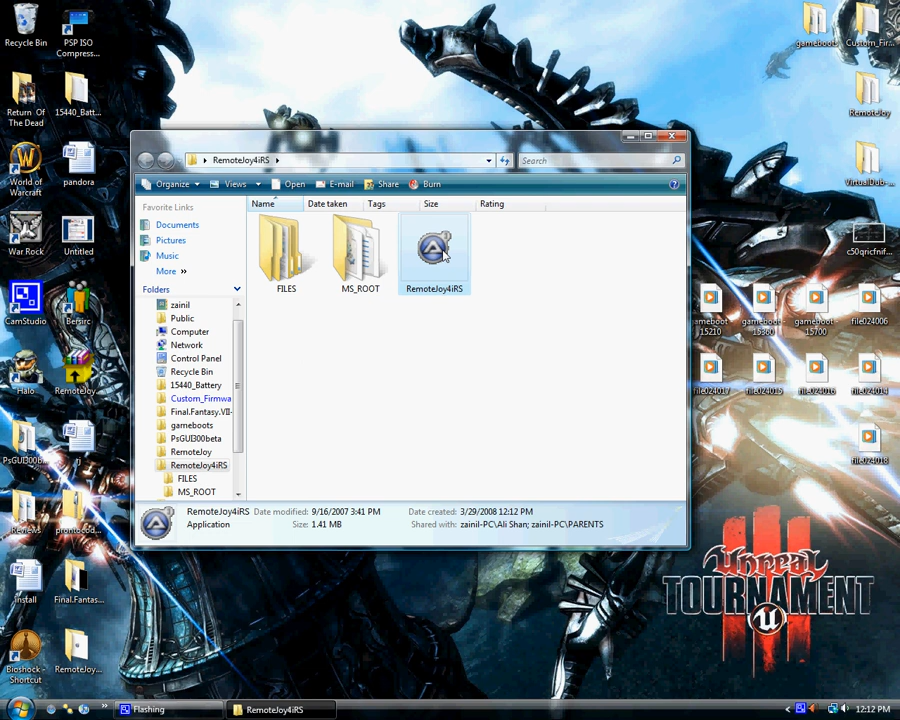 Recycle Bin
PSP ISO
Compress...
Return Of
The Dead
15440_Batt...
World of
Warcraft
pandora
War Rock
Untitled
CamStudio
Bersirc
Halo
RemoteJoy...
PsGUI300b...
rj
Reviews
Install
Final.Fantas...
Bioshock -
Shortcut
RemoteJoy...
gameboots
Custom_Fir...
RemoteJoy
VirtualDub-...
gameboot -
15210
gameboot -
gameboot -
15700
file024006
file024017
file024015
file024016
file024014
file024018
RemoteJoy4iRS
Search
Organize
Views
Open
E-mail
Share
Burn
Favorite Links
Documents
Pictures
Music
More »
Folders
zainil
Public
Computer
Network
Control Panel
Recycle Bin
15440_Battery
Custom_Firmwa
Final.Fantasy.VII-
gameboots
PsGUI300beta
RemoteJoy
RemoteJoy4iRS
FILES
MS_ROOT
Name
Date taken
Tags
Size
Rating
FILES
MS_ROOT
RemoteJoy4iRS
RemoteJoy4iRS Date modified: 9/16/2007 3:41 PM Date created: 3/29/2008 12:12 PM
Application Size: 1.41 MB Shared with: zainil-PC\Ali Shan; zainil-PC\PARENTS
Unreal
TOURNAMENT
III
Flashing
RemoteJoy4iRS
12:12 PM